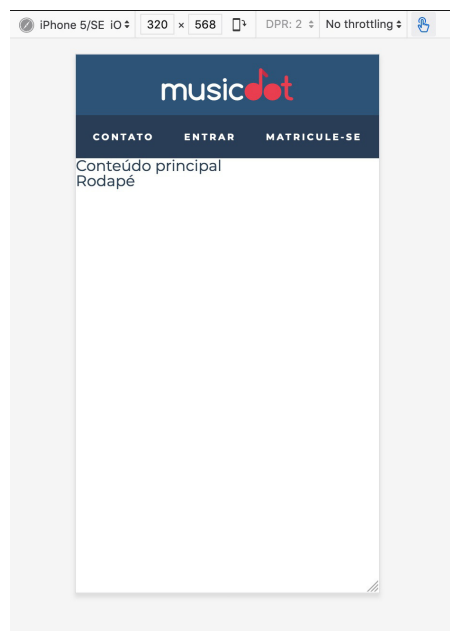 iPhone 5/SE iO 320 × 568 DPR: 2 No throttling
musicdot
CONTATO ENTRAR MATRICULE-SE
Conteúdo principal
Rodapé